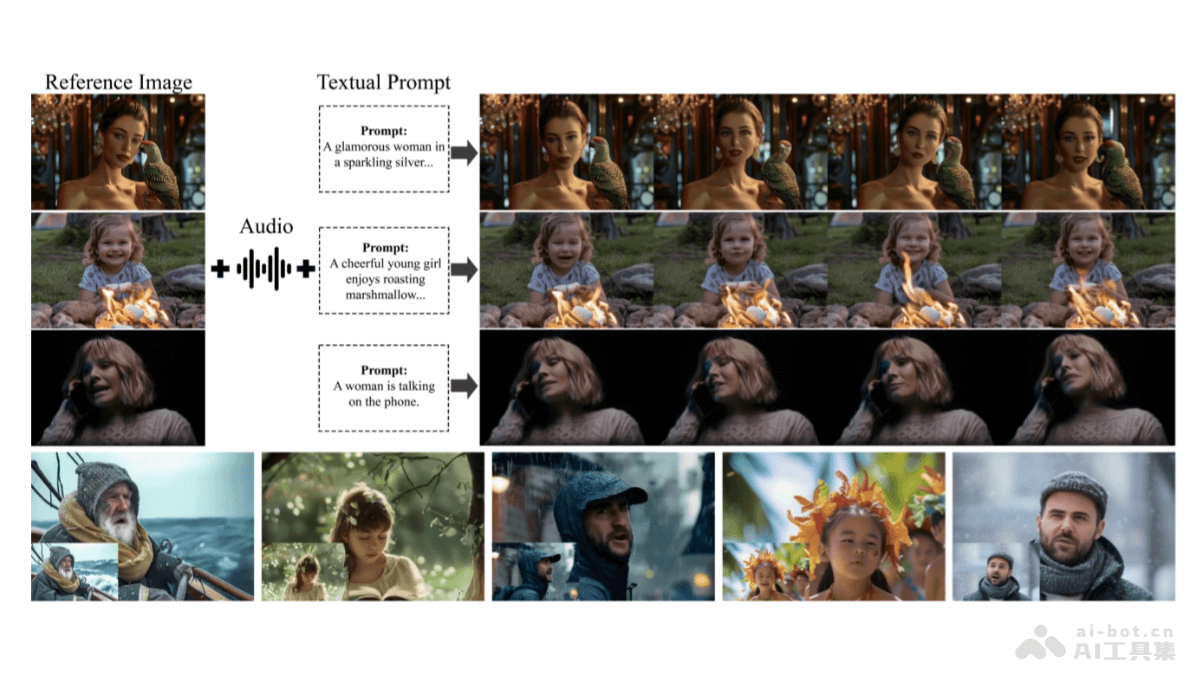 Reference Image
Textual Prompt
Prompt:
A glamorous woman in
a sparkling silver...
Audio
Prompt:
A cheerful young girl
enjoys roasting
marshmallow...
Prompt:
A woman is talking
on the phone.
ai-bot.cn
AI工具集